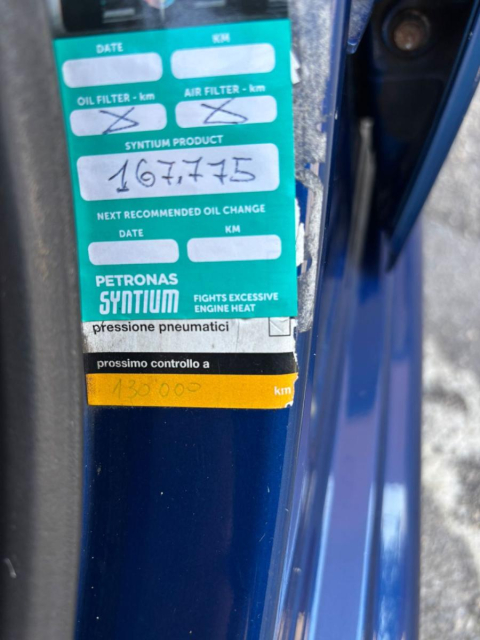 DATE KM
OIL FILTER - km AIR FILTER - km
X X
SYNTIUM PRODUCT
167.775
NEXT RECOMMENDED OIL CHANGE
DATE KM
PETRONAS
SYNTIUM
FIGHTS EXCESSIVE
ENGINE HEAT
pressione pneumatici
prossimo controllo a
130'000 km